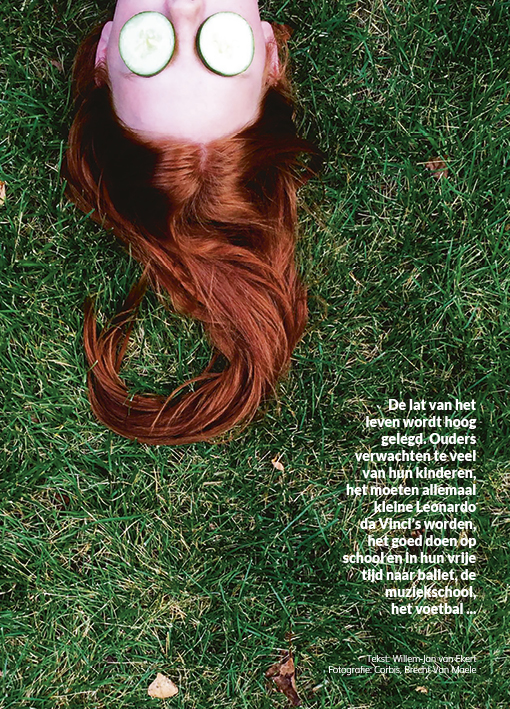 De lat van het
leven wordt hoog
gelegd. Ouders
verwachten te veel
van hun kinderen,
het moeten allemaal
kleine Leonardo
da Vinci's worden,
het goed doen op
school en in hun vrije
tijd naar ballet, de
muziekschool,
het voetbal ...
Tekst: Willem-Jan van Ekert
Fotografie: Corbis, Brecht Van Maele